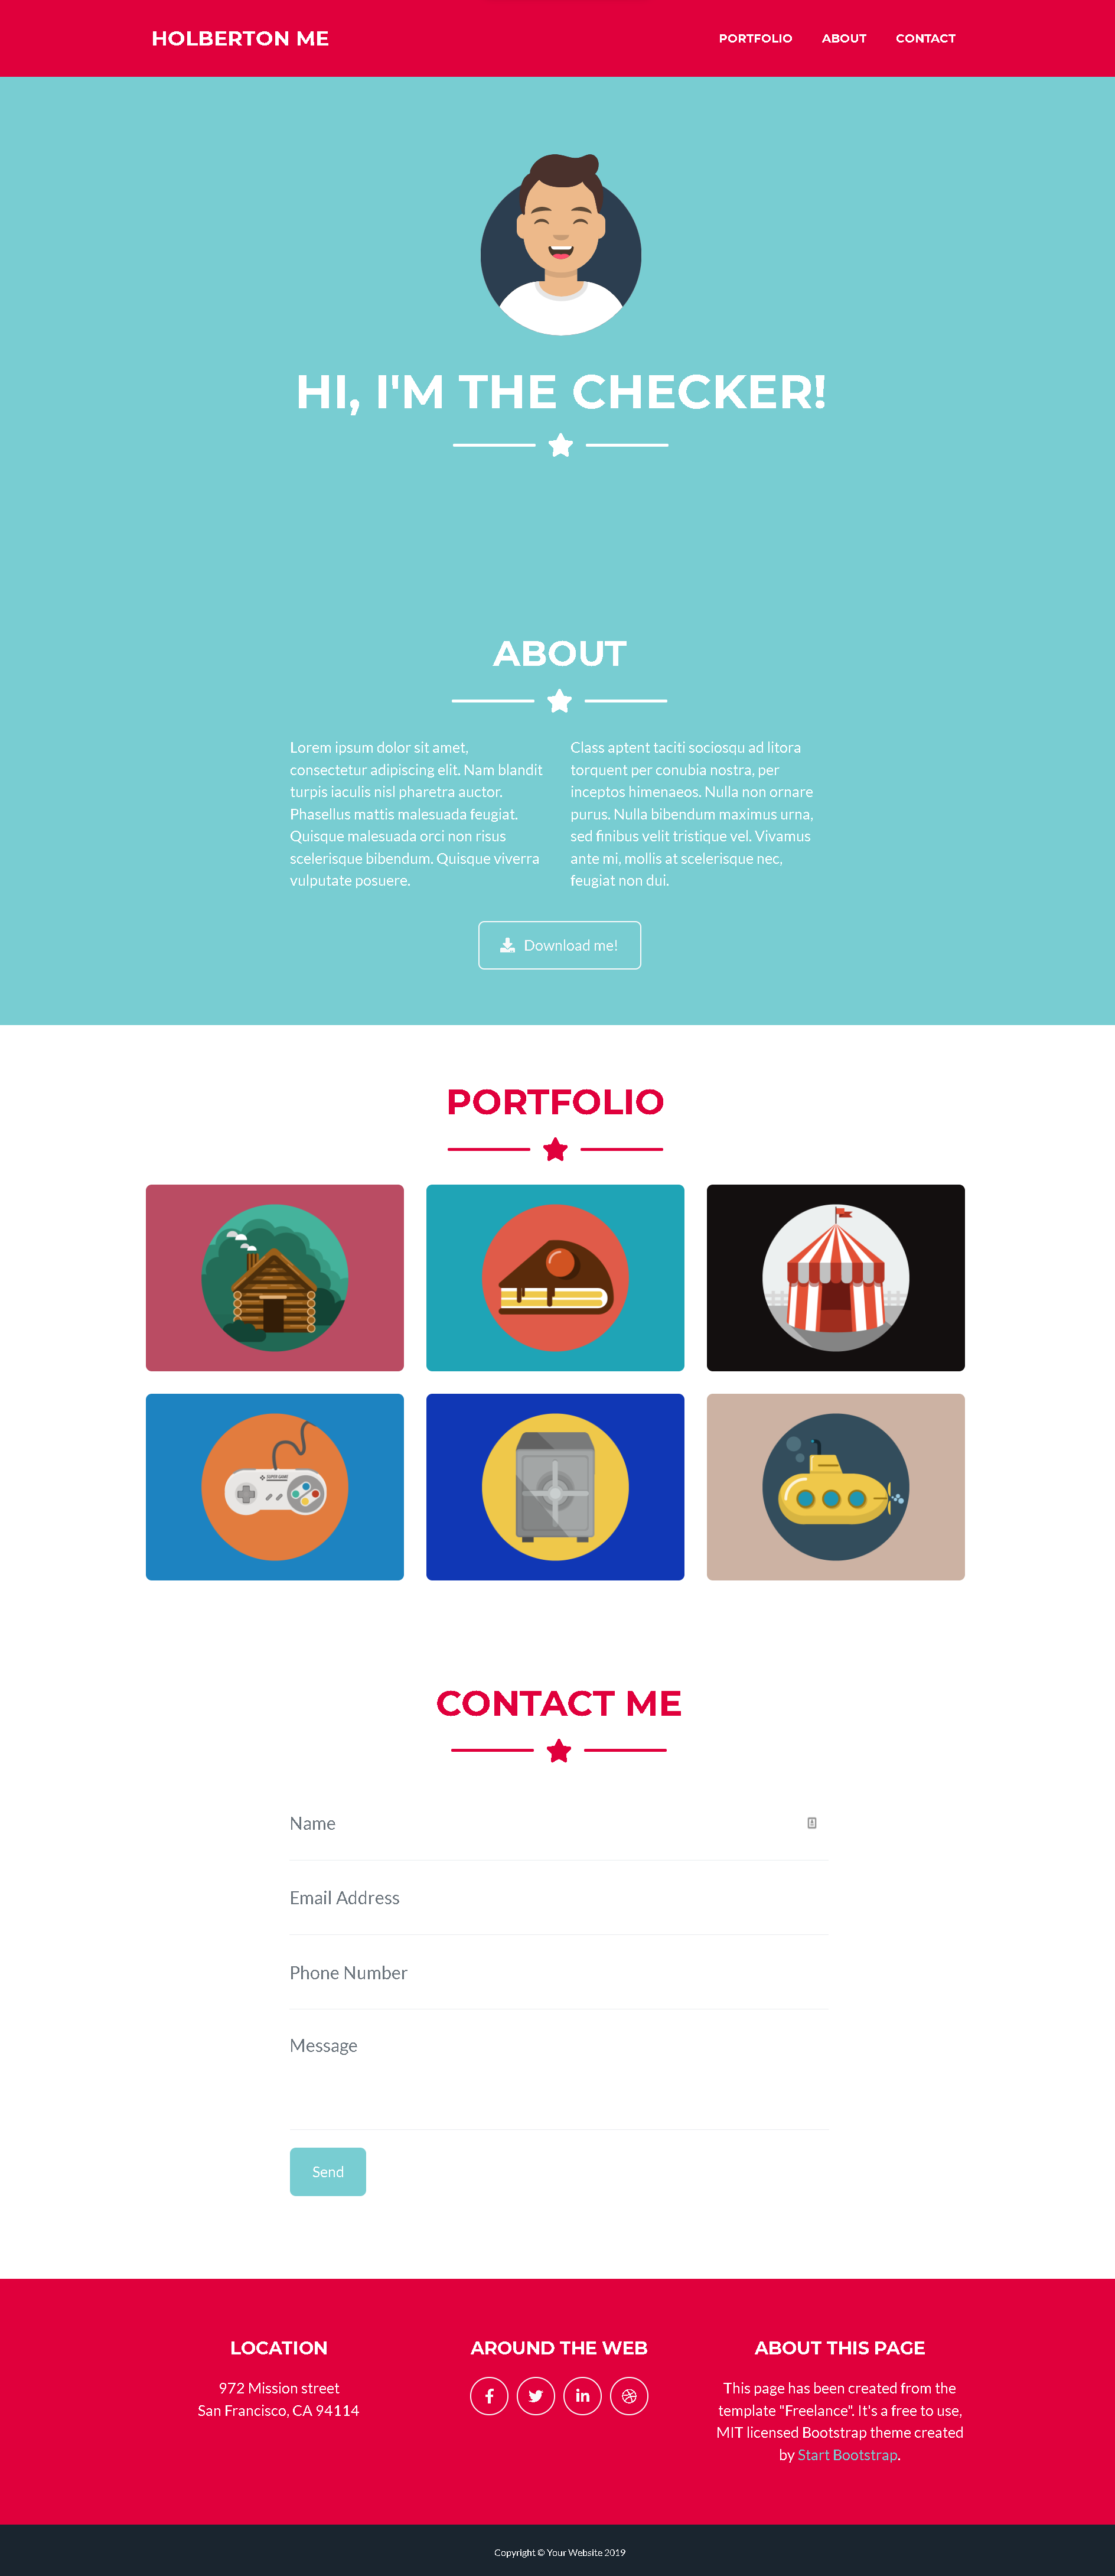 HOLBERTON ME
PORTFOLIO
ABOUT
CONTACT
HI, I'M THE CHECKER!
ABOUT
Lorem ipsum dolor sit amet,
consectetur adipiscing elit. Nam blandit
turpis iaculis nisl pharetra auctor.
Phasellus mattis malesuada feugiat.
Quisque malesuada orci non risus
scelerisque bibendum. Quisque viverra
vulputate posuere.
Class aptent taciti sociosqu ad litora
torquent per conubia nostra, per
inceptos himenaeos. Nulla non ornare
purus. Nulla bibendum maximus urna,
sed finibus velit tristique vel. Vivamus
ante mi, mollis at scelerisque nec,
feugiat non dui.
Download me!
PORTFOLIO
SUPER GAME
CONTACT ME
Name
Email Address
Phone Number
Message
Send
LOCATION
972 Mission street
San Francisco, CA 94114
AROUND THE WEB
ABOUT THIS PAGE
This page has been created from the
template "Freelance". It's a free to use,
MIT licensed Bootstrap theme created
by Start Bootstrap.
Copyright © Your Website 2019